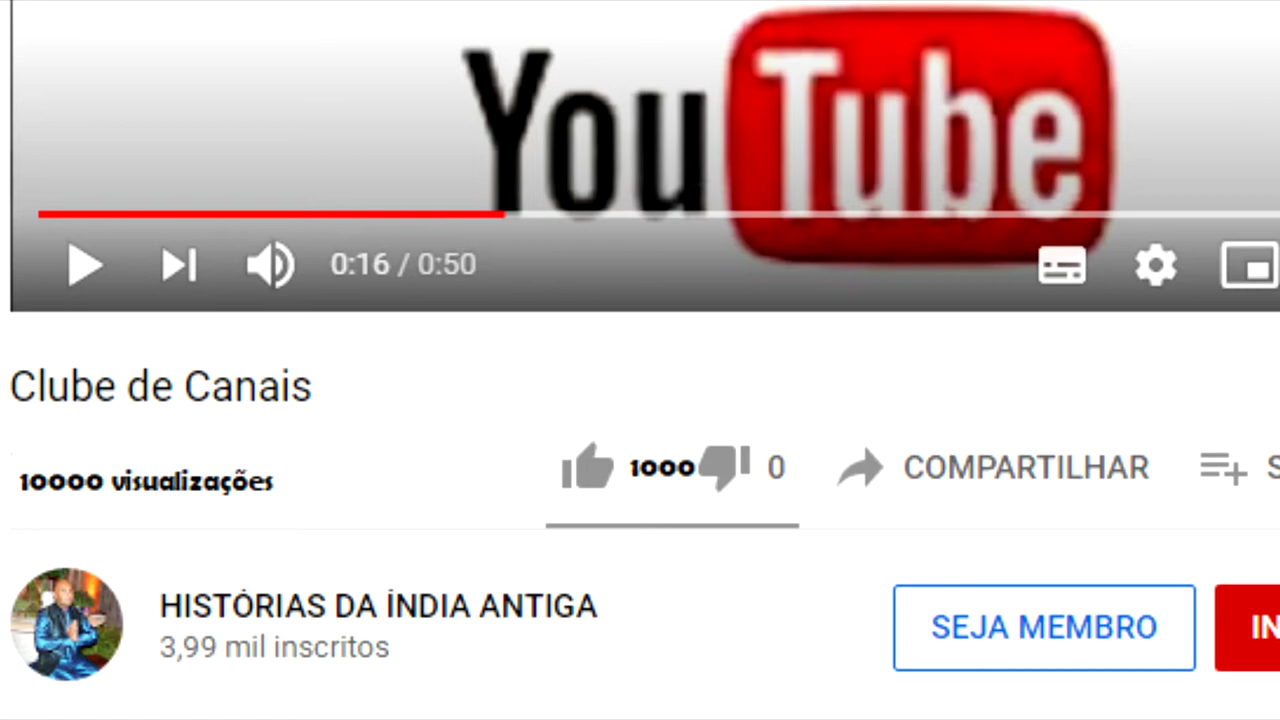 YouTube
0:16 / 0:50
Clube de Canais
10000 visualizações
1000 0 COMPARTILHAR S
HISTÓRIAS DA ÍNDIA ANTIGA
3,99 mil inscritos
SEJA MEMBRO IN